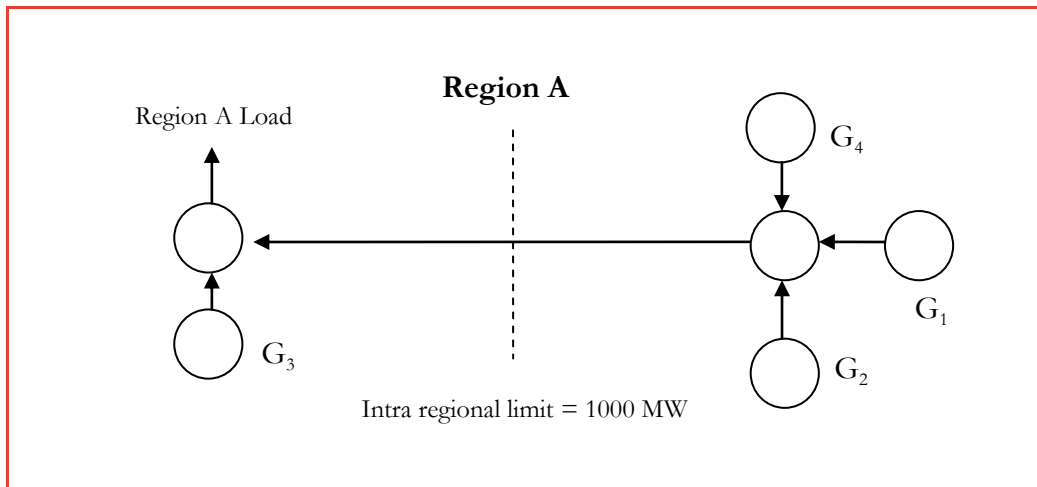 Region A
Region A Load
G₄
G₁
G₃
G₂
Intra regional limit = 1000 MW